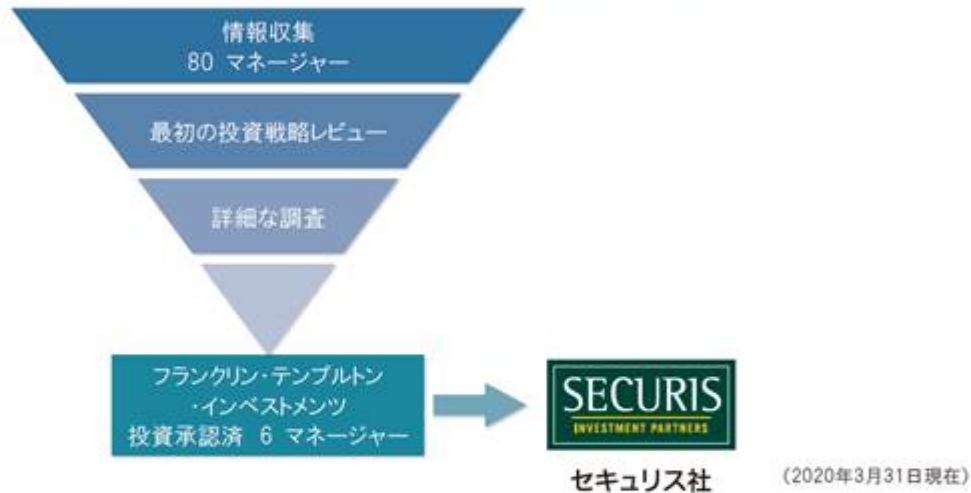 情報収集
80 マネージャー
最初の投資戦略レビュー
詳細な調査
フランクリン・テンプルトン
・インベストメンツ
投資承認済 6 マネージャー
SECURIS
INVESTMENT PARTNERS
セキュリス社
(2020年3月31日現在)